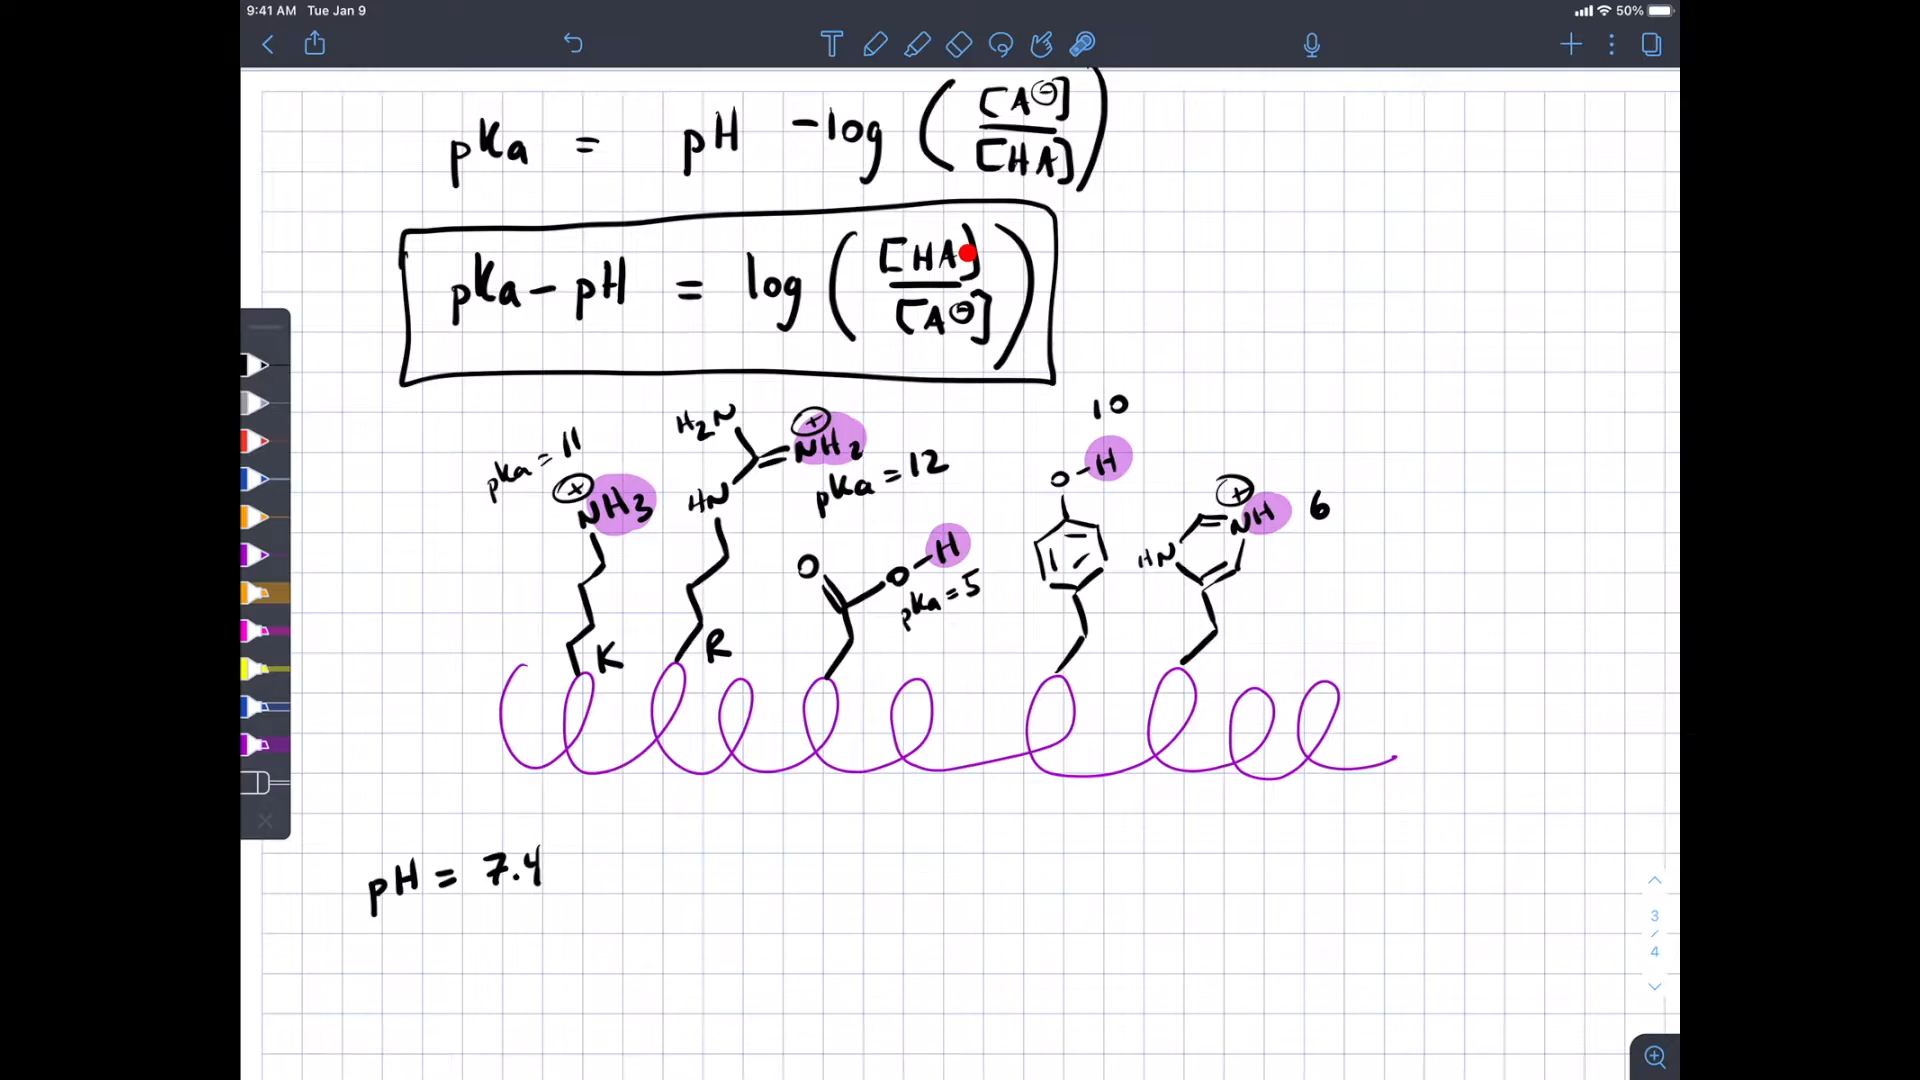 9:41 AM Tue Jan 9
50%
pKa = pH -log ([A⊖]/[HA])
pKa - pH = log ([HA]/[A⊖])
10
H2N
⊕
NH2
pKa = 11
pKa = 12
O-H
⊕
NH3
HN
⊕
NH
6
O
O-H
HN
pKa = 5
K
R
pH = 7.4
3
/
4